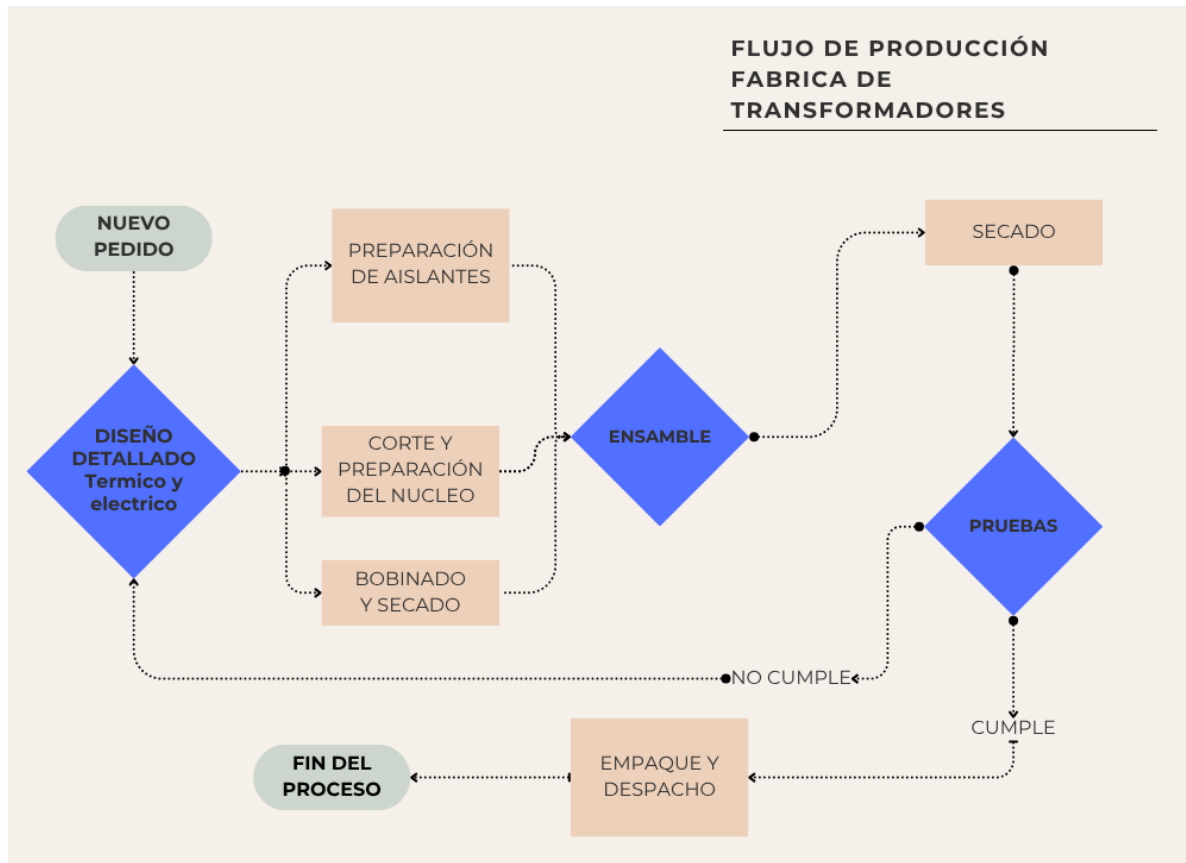 FLUJO DE PRODUCCIÓN
FABRICA DE
TRANSFORMADORES
NUEVO
PEDIDO
DISEÑO
DETALLADO
Termico y
electrico
PREPARACIÓN
DE AISLANTES
CORTE Y
PREPARACIÓN
DEL NUCLEO
BOBINADO
Y SECADO
ENSAMBLE
SECADO
PRUEBAS
NO CUMPLE
CUMPLE
EMPAQUE Y
DESPACHO
FIN DEL
PROCESO